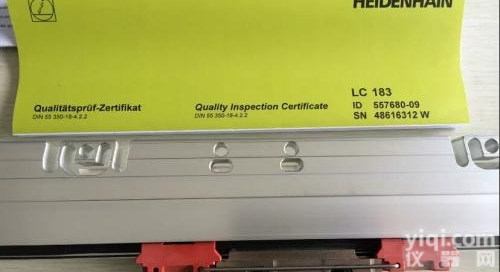 HEIDENHAIN
LC 183
Qualitätsprüf-Zertifikat
DIN 55 350-18-4.2.2
Quality Inspection Certificate
DIN 55 350-18-4.2.2
ID 557680-09
SN 48616312 W
yiqi.com
仪器网